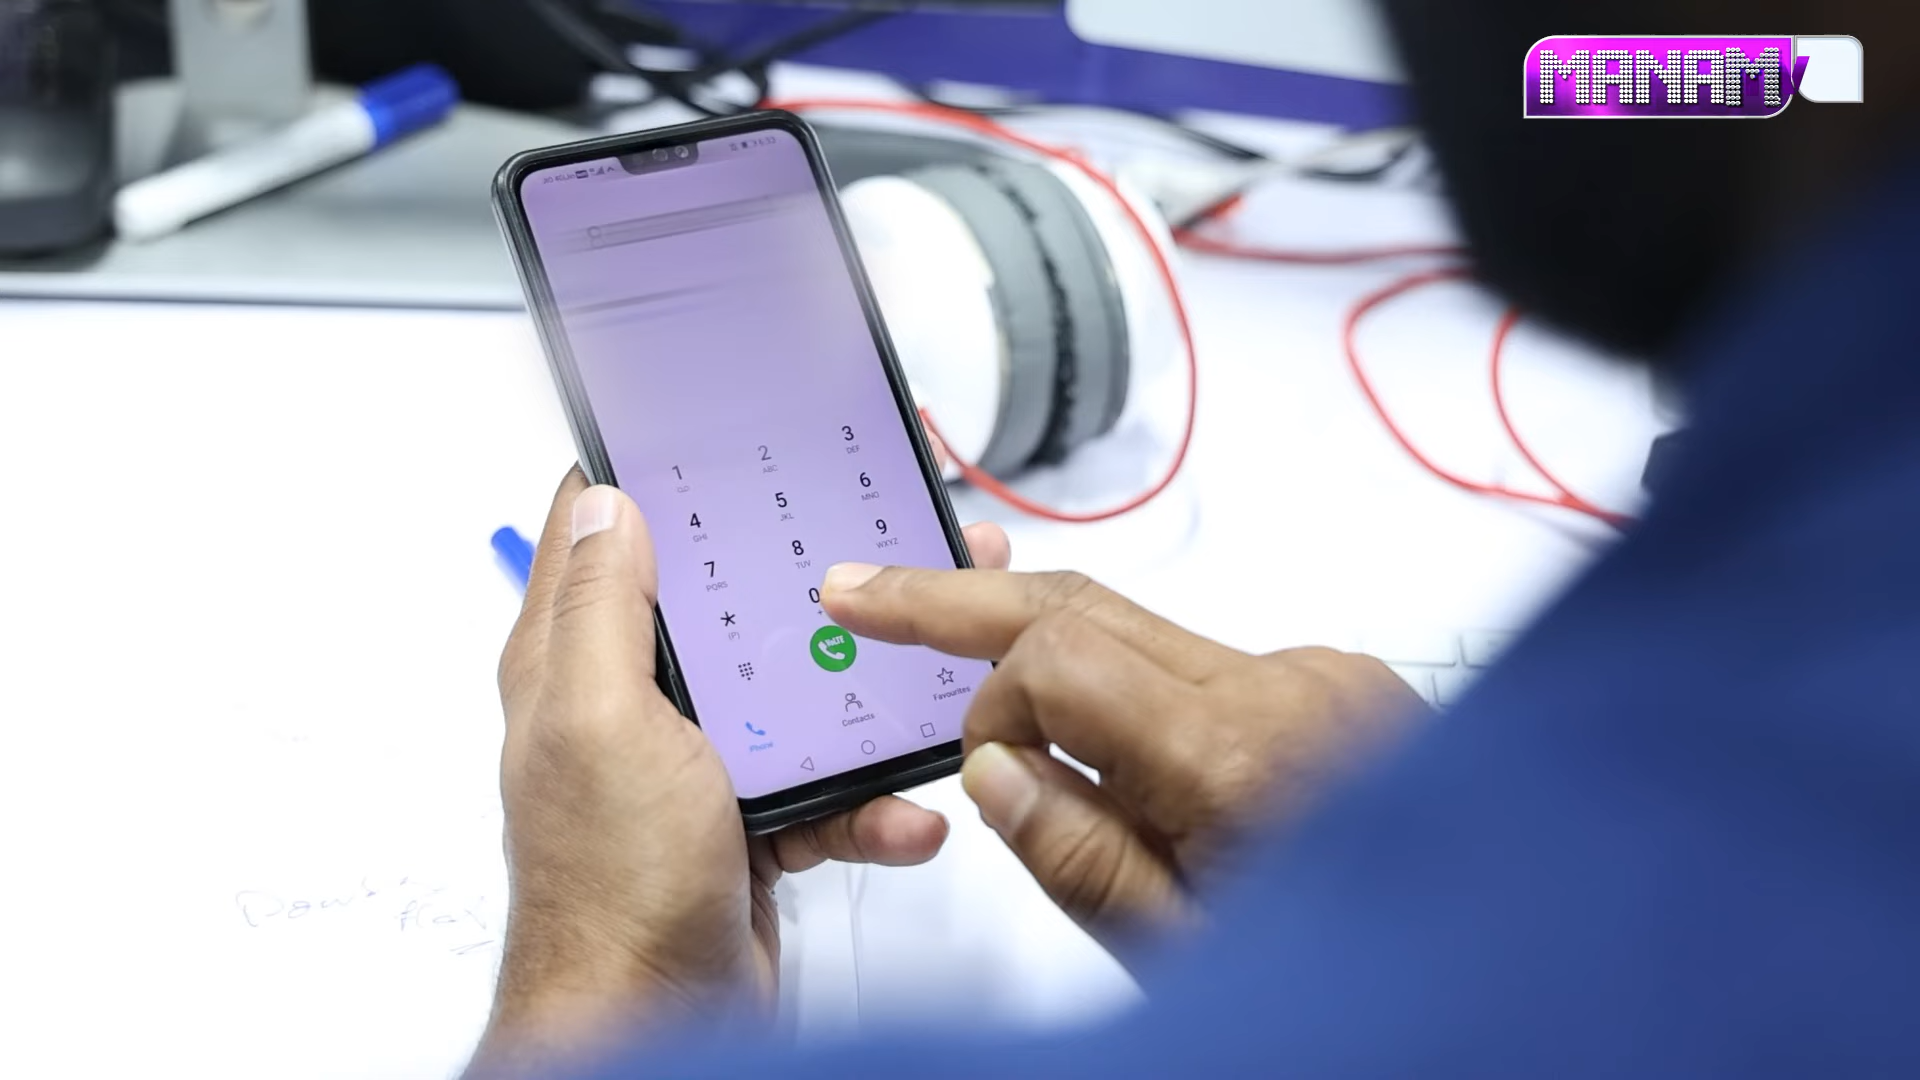 MANAM
1
2
ABC
3
DEF
4
GHI
5
JKL
6
MNO
7
PQRS
8
TUV
9
WXYZ
*
(P)
0
+
VoLTE
Phone
Contacts
Favourites